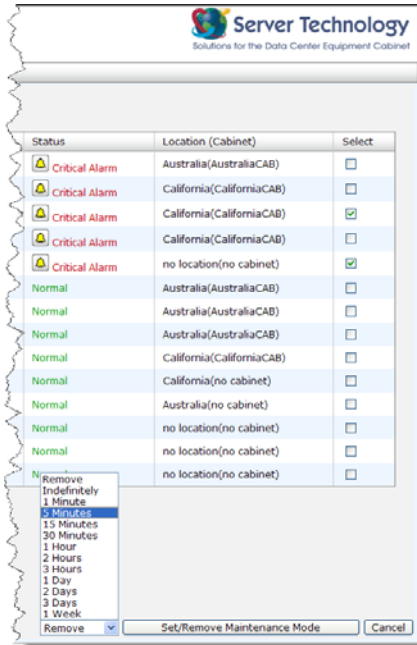 Server Technology
Solutions for the Data Center Equipment Cabinet
Status Location (Cabinet) Select
Critical Alarm Australia(AustraliaCAB)
Critical Alarm California(CaliforniaCAB)
Critical Alarm California(CaliforniaCAB)
Critical Alarm California(CaliforniaCAB)
Critical Alarm no location(no cabinet)
Normal Australia(AustraliaCAB)
Normal Australia(AustraliaCAB)
Normal Australia(AustraliaCAB)
Normal California(CaliforniaCAB)
Normal California(no cabinet)
Normal Australia(no cabinet)
Normal no location(no cabinet)
Normal no location(no cabinet)
no location(no cabinet)
Remove
Indefinitely
1 Minute
5 Minutes
15 Minutes
30 Minutes
1 Hour
2 Hours
3 Hours
1 Day
2 Days
3 Days
1 Week
Remove Set/Remove Maintenance Mode Cancel